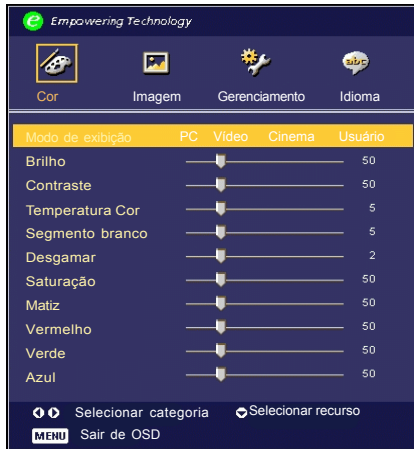 e Empowering Technology
Cor Imagem Gerenciamento Idioma
Modo de exibição PC Vídeo Cinema Usuário
Brilho 50
Contraste 50
Temperatura Cor 5
Segmento branco 5
Desgamar 2
Saturação 50
Matiz 50
Vermelho 50
Verde 50
Azul 50
Selecionar categoria Selecionar recurso
MENU Sair de OSD